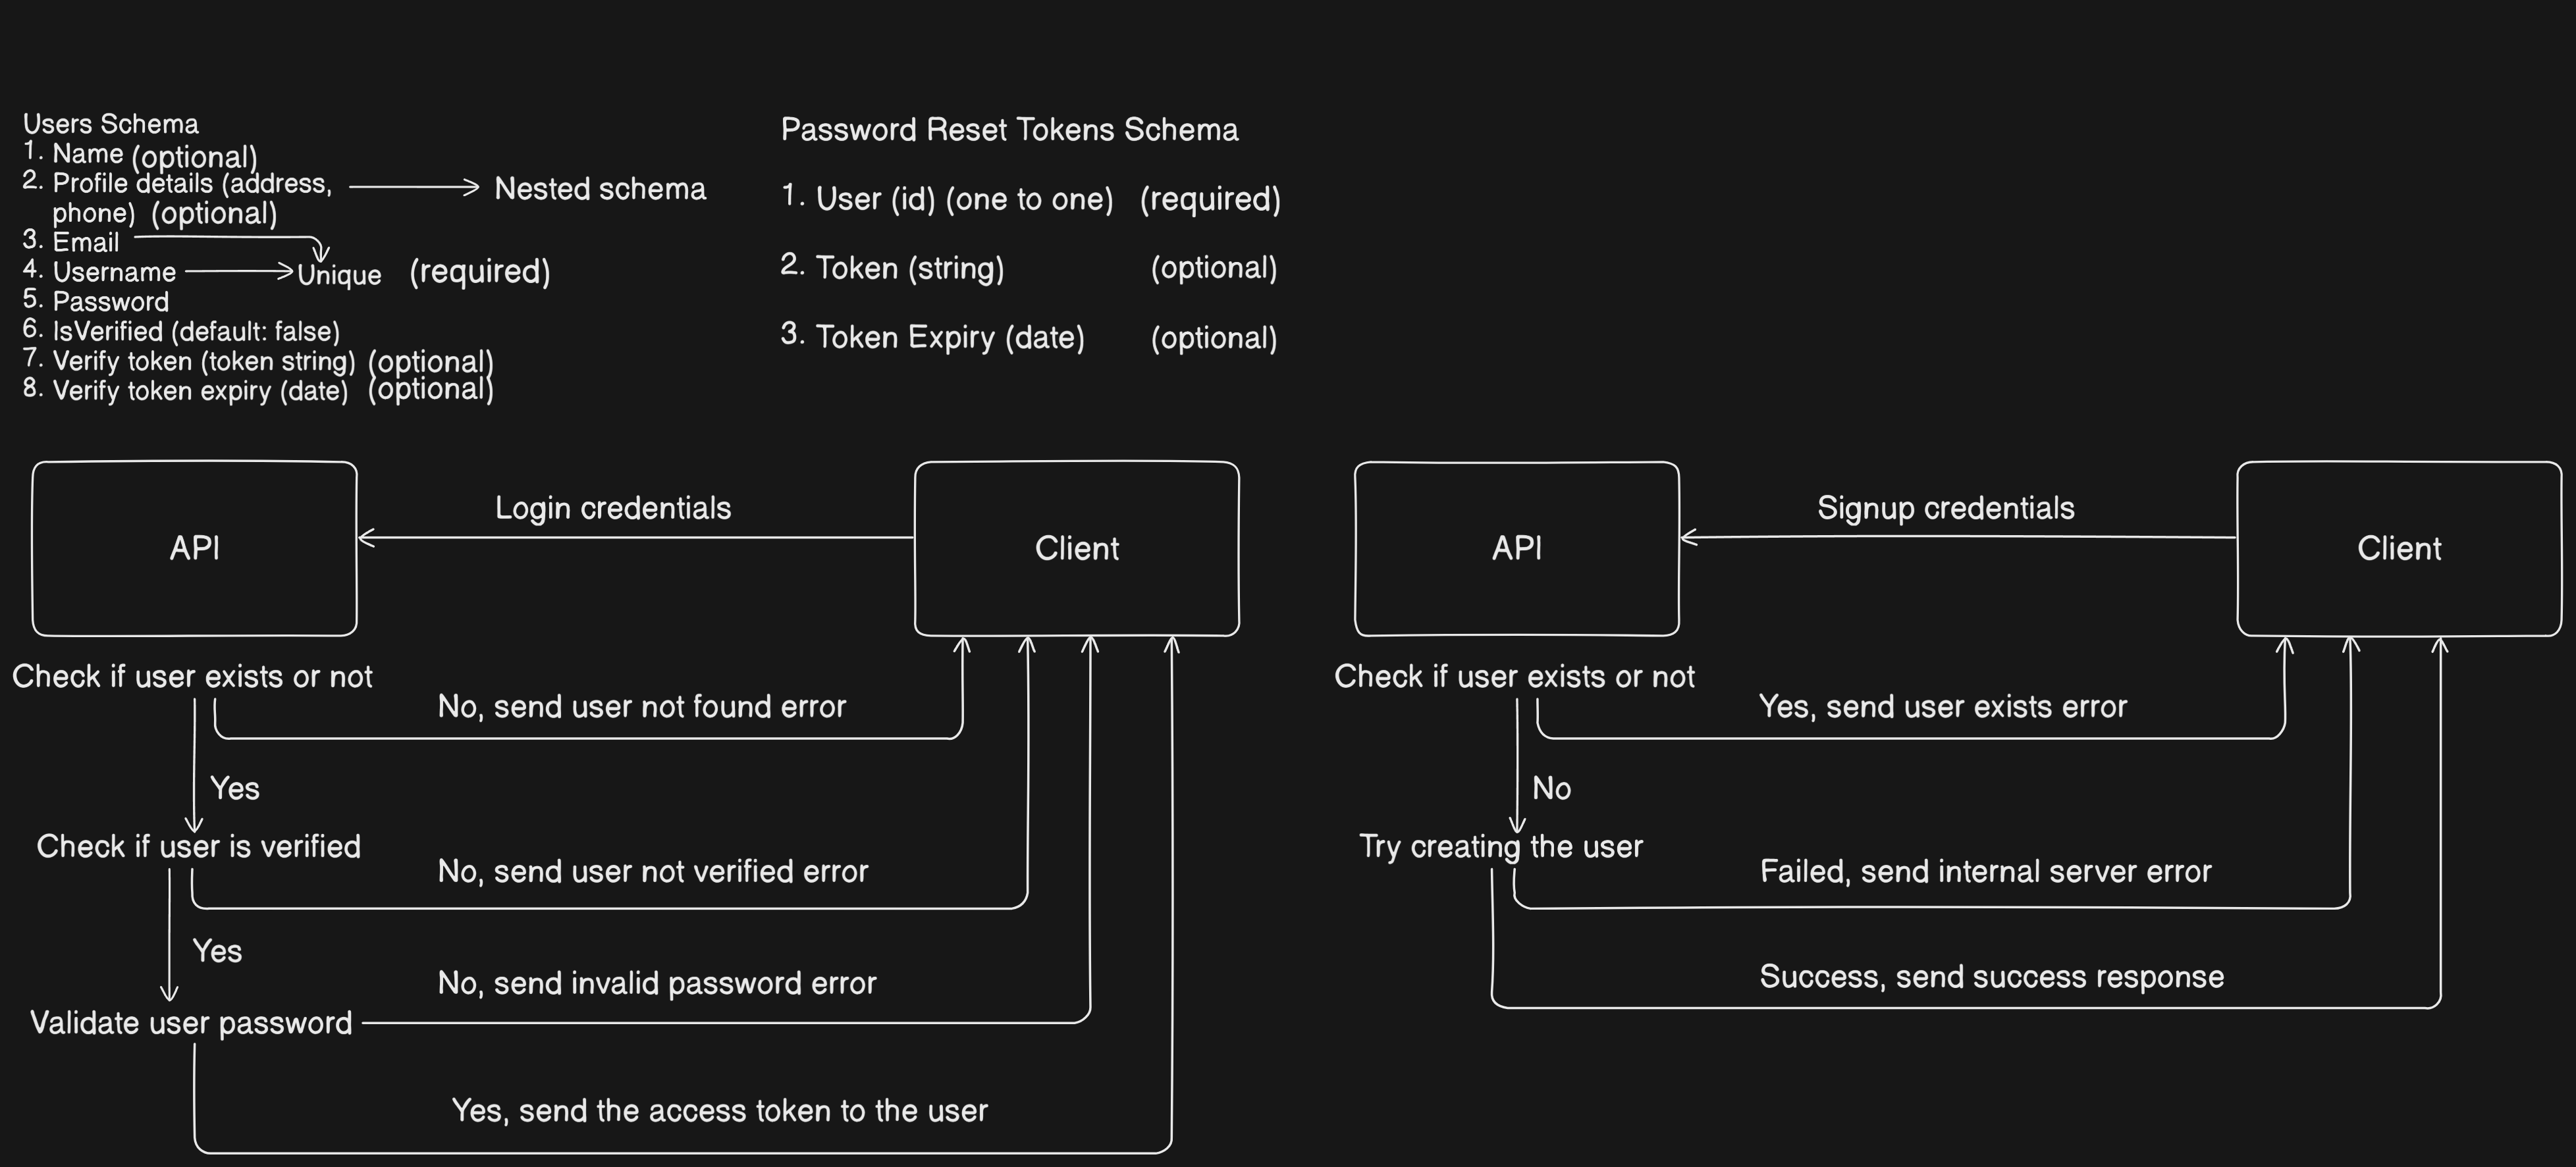 Users Schema
1. Name (optional)
2. Profile details (address,
phone) (optional)
Nested schema
3. Email
4. Username
Unique (required)
5. Password
6. IsVerified (default: false)
7. Verify token (token string) (optional)
8. Verify token expiry (date) (optional)
Password Reset Tokens Schema
1. User (id) (one to one) (required)
2. Token (string) (optional)
3. Token Expiry (date) (optional)
API
Login credentials
Client
Check if user exists or not
No, send user not found error
Yes
Check if user is verified
No, send user not verified error
Yes
No, send invalid password error
Validate user password
Yes, send the access token to the user
API
Signup credentials
Client
Check if user exists or not
Yes, send user exists error
No
Try creating the user
Failed, send internal server error
Success, send success response